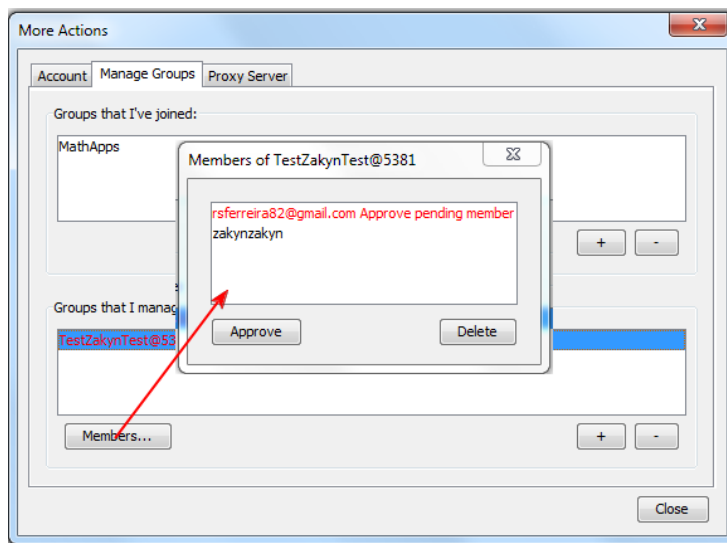 More Actions
Account Manage Groups Proxy Server
Groups that I've joined:
MathApps
Members of TestZakynTest@5381
rsferreira82@gmail.com Approve pending member
zakynzakyn
Approve Delete
+ -
Groups that I manag
TestZakynTest@53
Members...
+ -
Close